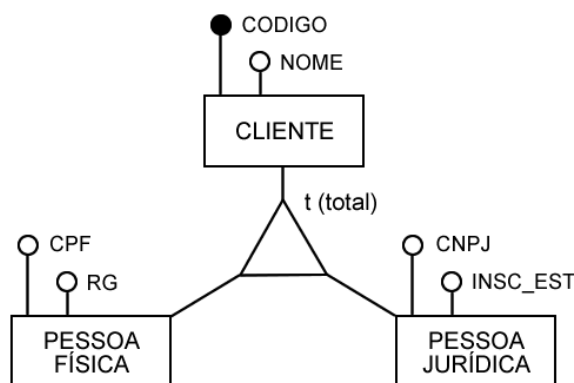 CODIGO
NOME
CLIENTE
t (total)
CPF
RG
PESSOA
FÍSICA
CNPJ
INSC_EST
PESSOA
JURÍDICA